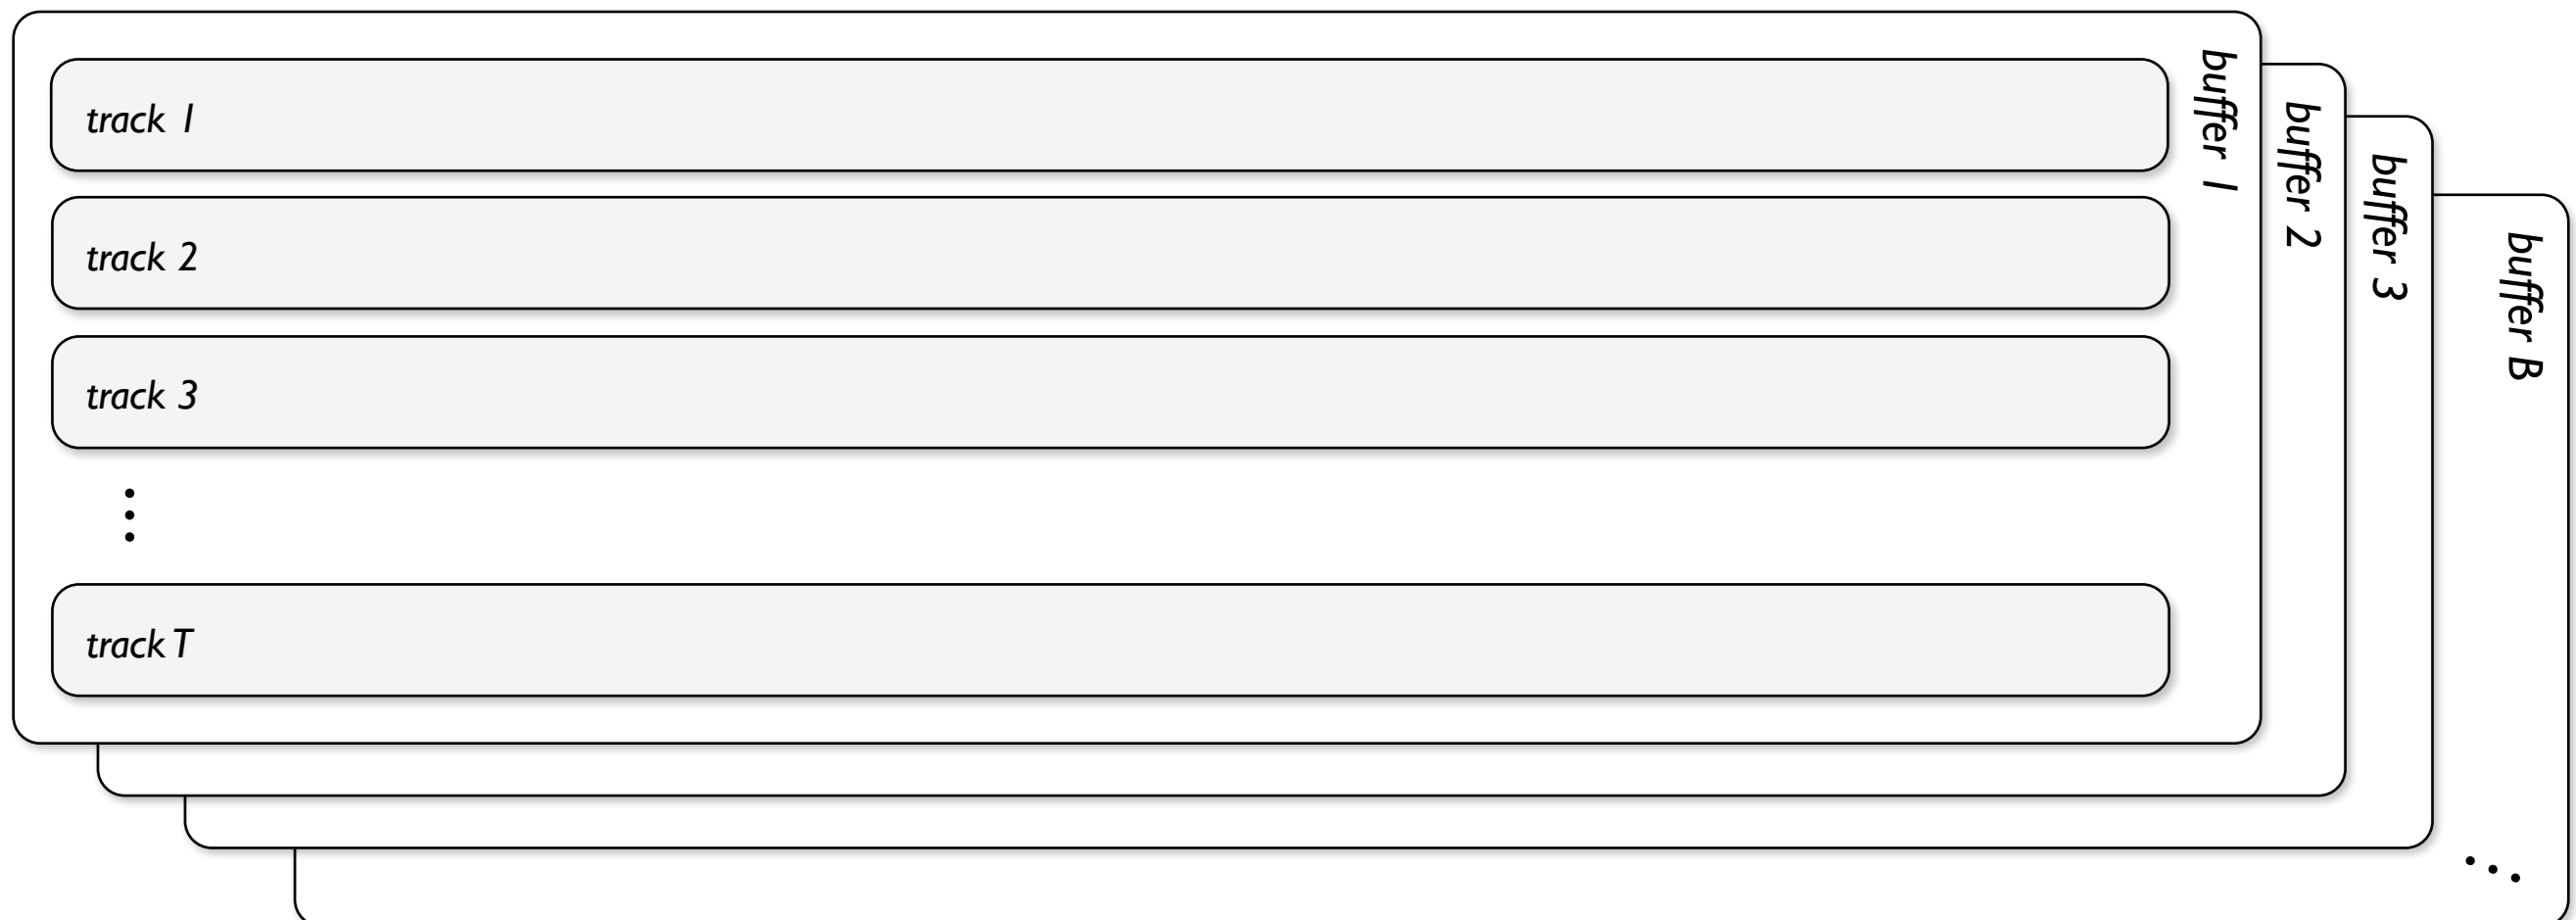 track 1
track 2
track 3
track T
buffer 1
buffer 2
buffer 3
buffer B